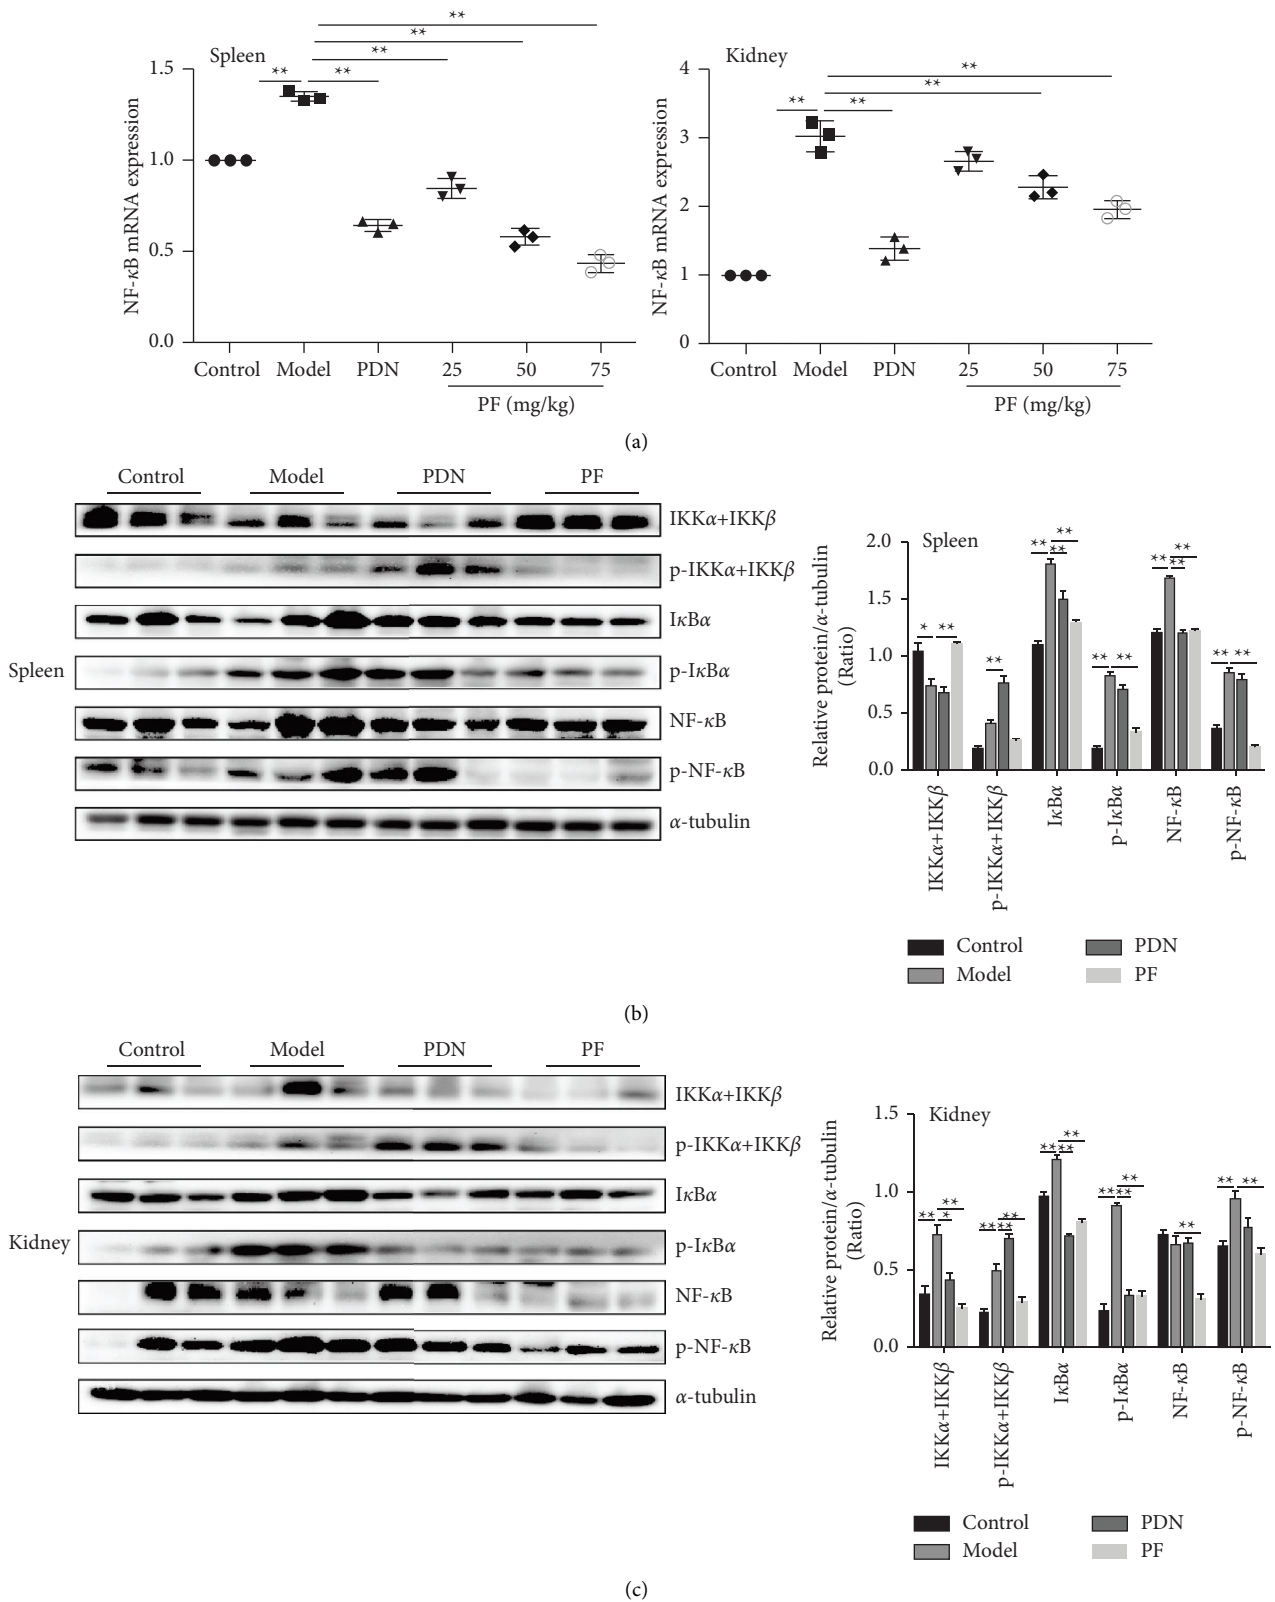 Spleen
** ** ** ** **
NF-κB mRNA expression
1.5
1.0
0.5
0.0
Control Model PDN 25 50 75
PF (mg/kg)
Kidney
** ** ** **
NF-κB mRNA expression
4
3
2
1
0
Control Model PDN 25 50 75
PF (mg/kg)
(a)
Spleen
Control Model PDN PF
IKKα+IKKβ
p-IKKα+IKKβ
IκBα
p-IκBα
NF-κB
p-NF-κB
α-tubulin
Spleen
Relative protein/α-tubulin
(Ratio)
2.0
1.5
1.0
0.5
0.0
* **
**
** ** **
** **
** ** **
** **
IKKα+IKKβ
p-IKKα+IKKβ
IκBα
p-IκBα
NF-κB
p-NF-κB
Control PDN
Model PF
(b)
Kidney
Control Model PDN PF
IKKα+IKKβ
p-IKKα+IKKβ
IκBα
p-IκBα
NF-κB
p-NF-κB
α-tubulin
Kidney
Relative protein/α-tubulin
(Ratio)
1.5
1.0
0.5
0.0
** * **
** ** **
** ** **
** ** **
**
** **
IKKα+IKKβ
p-IKKα+IKKβ
IκBα
p-IκBα
NF-κB
p-NF-κB
Control PDN
Model PF
(c)